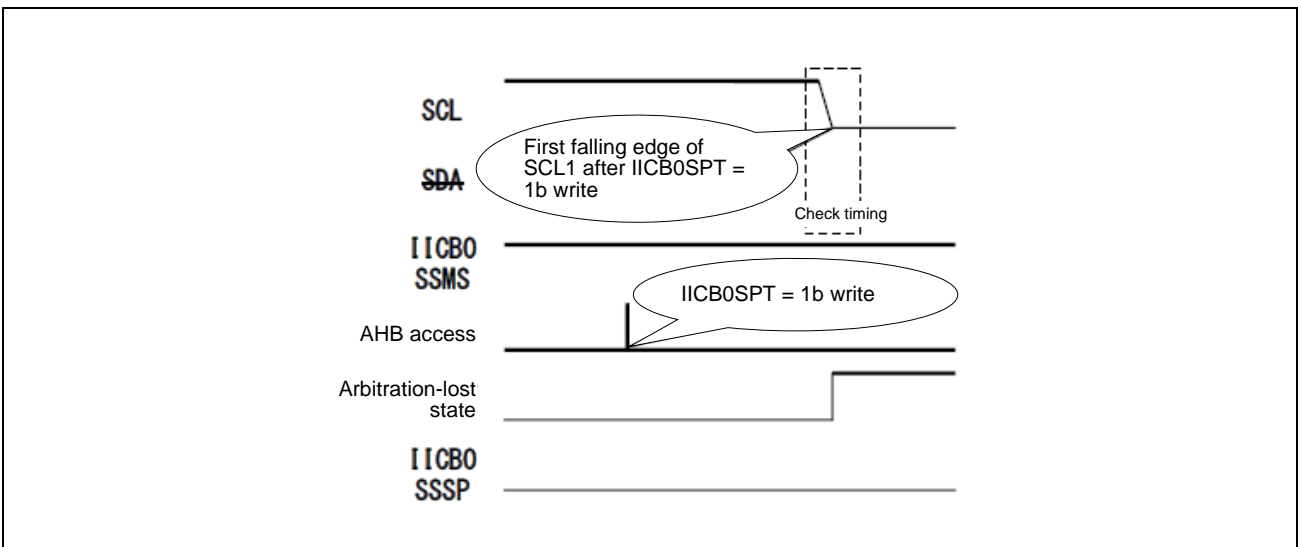 SCL
First falling edge of
SCL1 after IICB0SPT =
1b write
SDA
Check timing
IICB0
SSMS
IICB0SPT = 1b write
AHB access
Arbitration-lost
state
IICB0
SSSP